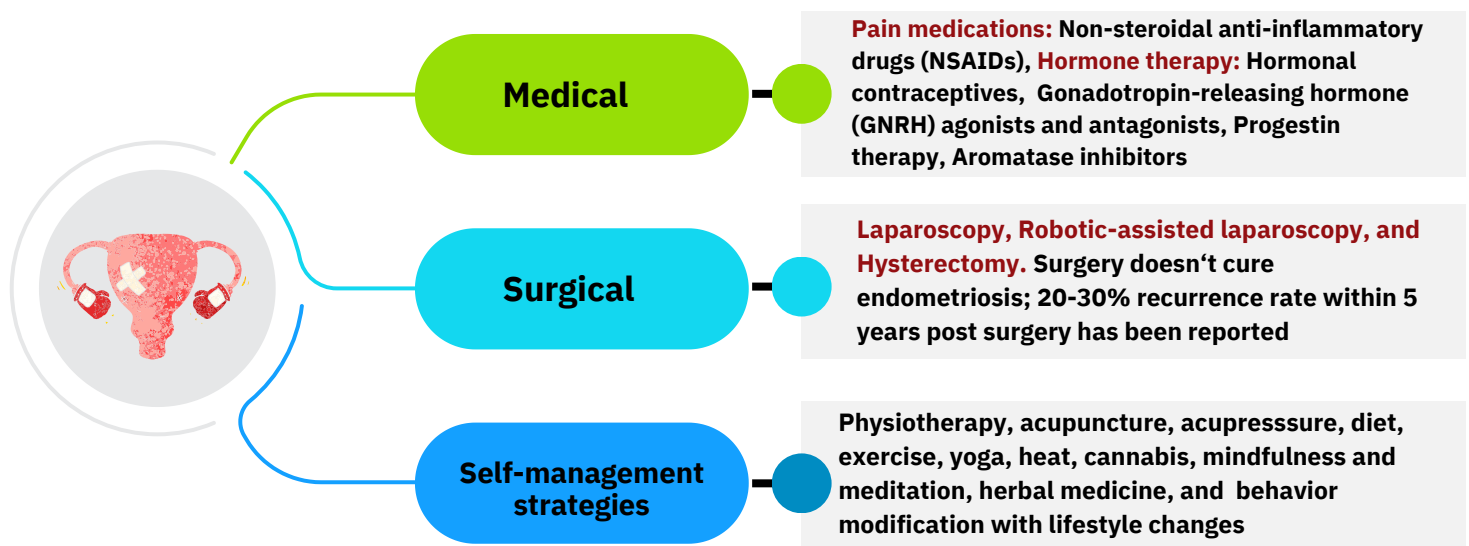 Medical
Pain medications: Non-steroidal anti-inflammatory
drugs (NSAIDs), Hormone therapy: Hormonal
contraceptives, Gonadotropin-releasing hormone
(GNRH) agonists and antagonists, Progestin
therapy, Aromatase inhibitors
Surgical
Laparoscopy, Robotic-assisted laparoscopy, and
Hysterectomy. Surgery doesn‘t cure
endometriosis; 20-30% recurrence rate within 5
years post surgery has been reported
Self-management
strategies
Physiotherapy, acupuncture, acupresssure, diet,
exercise, yoga, heat, cannabis, mindfulness and
meditation, herbal medicine, and behavior
modification with lifestyle changes